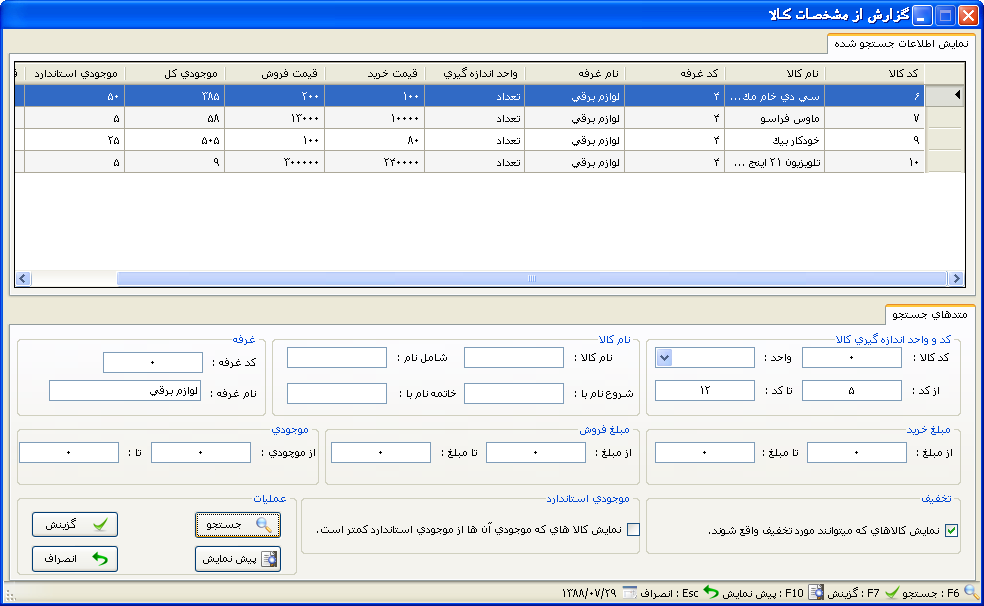 گزارش از مشخصات كالا
نمايش اطلاعات جستجو شده
كد كالا نام كالا كد غرفه نام غرفه واحد اندازه گيري قيمت خريد قيمت فروش موجودي كل موجودي استاندارد
۶ سي دي خام مك... ۴ لوازم برقي تعداد ۱۰۰ ۲۰۰ ۲۸۵ ۵۰
۷ ماوس فراسو ۴ لوازم برقي تعداد ۱۰۰۰۰ ۱۲۰۰۰ ۵۸ ۵
۹ خودكار بيك ۴ لوازم برقي تعداد ۸۰ ۱۰۰ ۵۰۵ ۲۵
۱۰ تلويزيون ۲۱ اينچ ... ۴ لوازم برقي تعداد ۲۴۰۰۰۰ ۳۰۰۰۰۰ ۹ ۵
متدهاي جستجو
كد و واحد اندازه گيري كالا نام كالا غرفه
كد كالا : ۰ واحد : نام كالا : شامل نام : كد غرفه : ۰
از كد : ۵ تا كد : ۱۲ شروع نام با : خاتمه نام با : نام غرفه : لوازم برقي
مبلغ خريد مبلغ فروش موجودي
از مبلغ : ۰ تا مبلغ : ۰ از مبلغ : ۰ تا مبلغ : ۰ از موجودي : ۰ تا : ۰
تخفيف موجودي استاندارد عمليات
نمايش كالاهاي كه ميتوانند مورد تخفيف واقع شوند. نمايش كالا هاي كه موجودي آن ها از موجودي استاندارد كمتر است. جستجو گزينش
پيش نمايش انصراف
F6 : جستجو F7 : گزينش F10 : پيش نمايش Esc : انصراف ۱۳۸۸/۰۷/۲۹